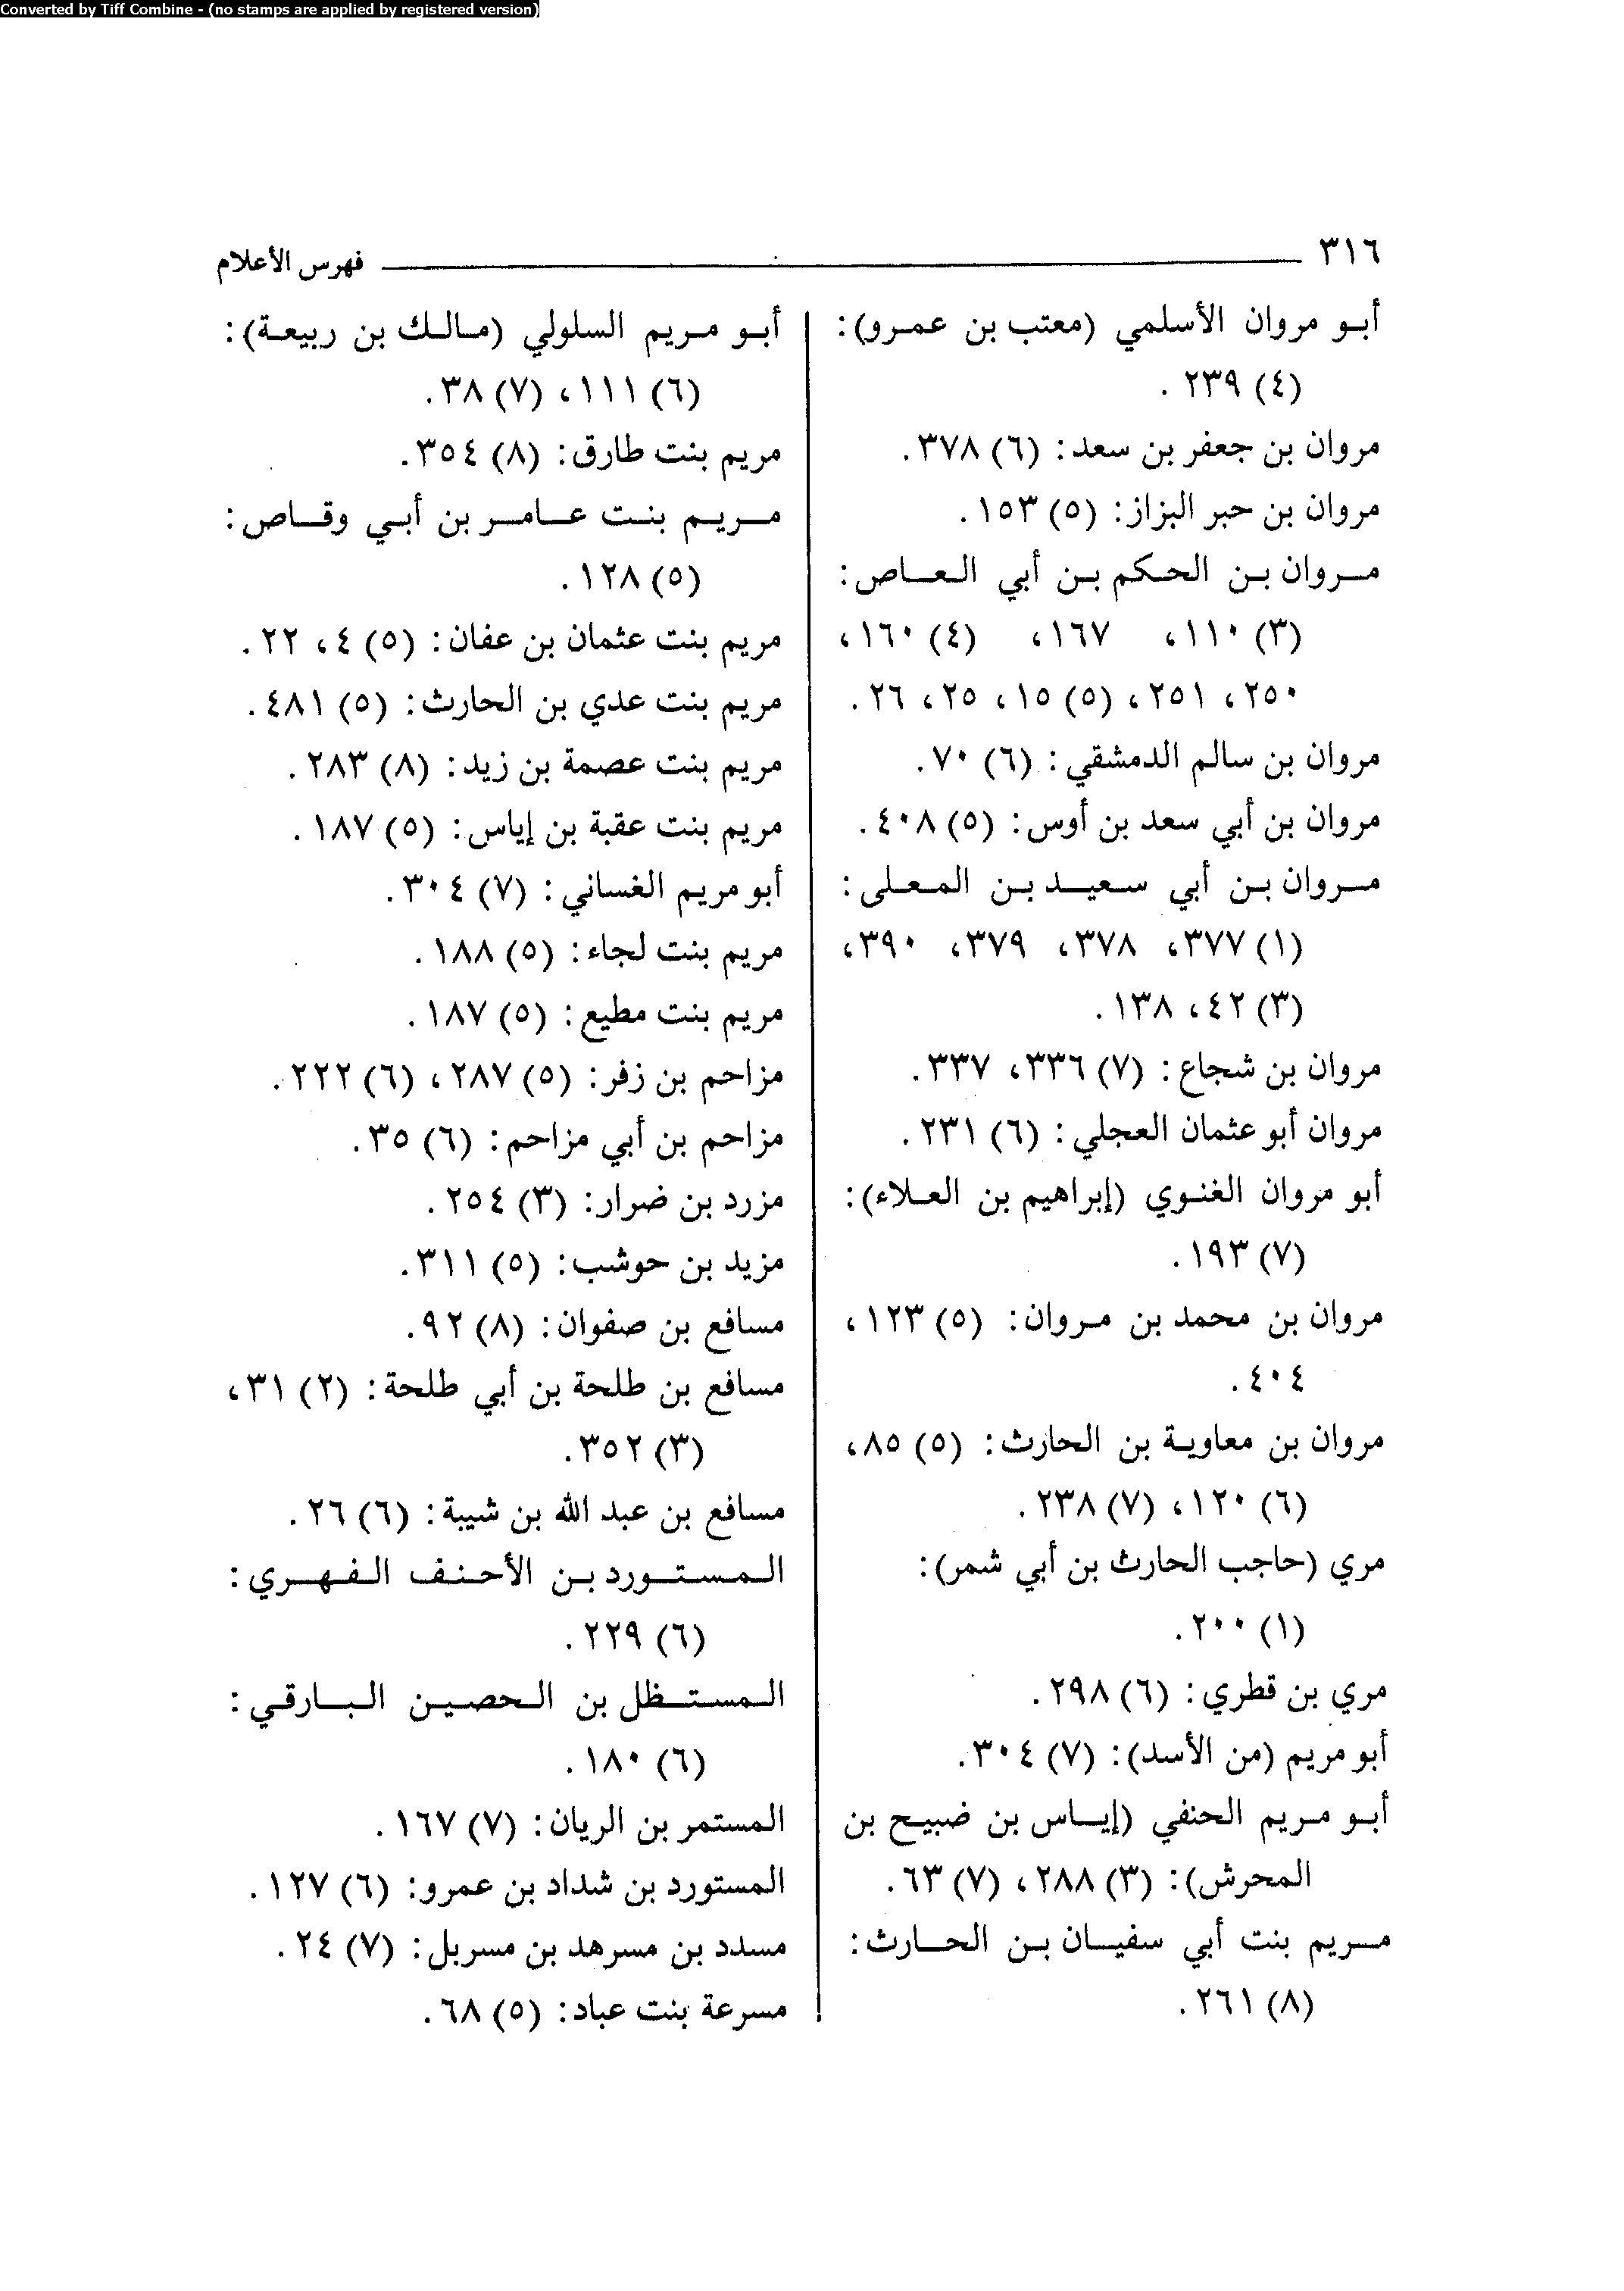 Converted by Tiff Combine - (no stamps are applied by registered version)
٣١٦ فهرس الأعلام
أبو مروان الأسلمي (معتب بن عمرو):
(٤) ٢٣٩.
مروان بن جعفر بن سعد: (٦) ٣٧٨.
مروان بن حبر البزاز: (٥) ١٥٣.
مروان بن الحكم بن أبي العاص:
(٣) ١١٠، ١٦٧، (٤) ١٦٠،
٢٥٠، ٢٥١، (٥) ١٥، ٢٥، ٢٦.
مروان بن سالم الدمشقي: (٦) ٧٠.
مروان بن أبي سعد بن أوس: (٥) ٤٠٨.
مروان بن أبي سعيد بن المعلى:
(١) ٣٧٧، ٣٧٨، ٣٧٩، ٣٩٠،
(٣) ٤٢، ١٣٨.
مروان بن شجاع: (٧) ٣٣٦، ٣٣٧.
مروان أبو عثمان العجلي: (٦) ٢٣١.
أبو مروان الغنوي (إبراهيم بن العلاء):
(٧) ١٩٣.
مروان بن محمد بن مروان: (٥) ١٢٣،
٤٠٤.
مروان بن معاوية بن الحارث: (٥) ٨٥،
(٦) ١٢٠، (٧) ٢٣٨.
مري (حاجب الحارث بن أبي شمر):
(١) ٢٠٠.
مري بن قطري: (٦) ٢٩٨.
أبو مريم (من الأسد): (٧) ٣٠٤.
أبو مريم الحنفي (إياس بن ضبيح بن
المحرش): (٣) ٢٨٨، (٧) ٦٣.
مريم بنت أبي سفيان بن الحارث:
(٨) ٢٦١.
أبو مريم السلولي (مالك بن ربيعة):
(٦) ١١١، (٧) ٣٨.
مريم بنت طارق: (٨) ٣٥٤.
مريم بنت عامر بن أبي وقاص:
(٥) ١٢٨.
مريم بنت عثمان بن عفان: (٥) ٤، ٢٢.
مريم بنت عدي بن الحارث: (٥) ٤٨١.
مريم بنت عصمة بن زيد: (٨) ٢٨٣.
مريم بنت عقبة بن إياس: (٥) ١٨٧.
أبو مريم الغساني: (٧) ٣٠٤.
مريم بنت لجاء: (٥) ١٨٨.
مريم بنت مطيع: (٥) ١٨٧.
مزاحم بن زفر: (٥) ٢٨٧، (٦) ٢٢٢.
مزاحم بن أبي مزاحم: (٦) ٣٥.
مزرد بن ضرار: (٣) ٢٥٤.
مزيد بن حوشب: (٥) ٣١١.
مسافع بن صفوان: (٨) ٩٢.
مسافع بن طلحة بن أبي طلحة: (٢) ٣١،
(٣) ٣٥٢.
مسافع بن عبد الله بن شيبة: (٦) ٢٦.
المستورد بن الأحنف الفهري:
(٦) ٢٢٩.
المستظل بن الحصين البارقي:
(٦) ١٨٠.
المستمر بن الريان: (٧) ١٦٧.
المستورد بن شداد بن عمرو: (٦) ١٢٧.
مسدد بن مسرهد بن مسربل: (٧) ٢٤.
مسرعة بنت عباد: (٥) ٦٨.